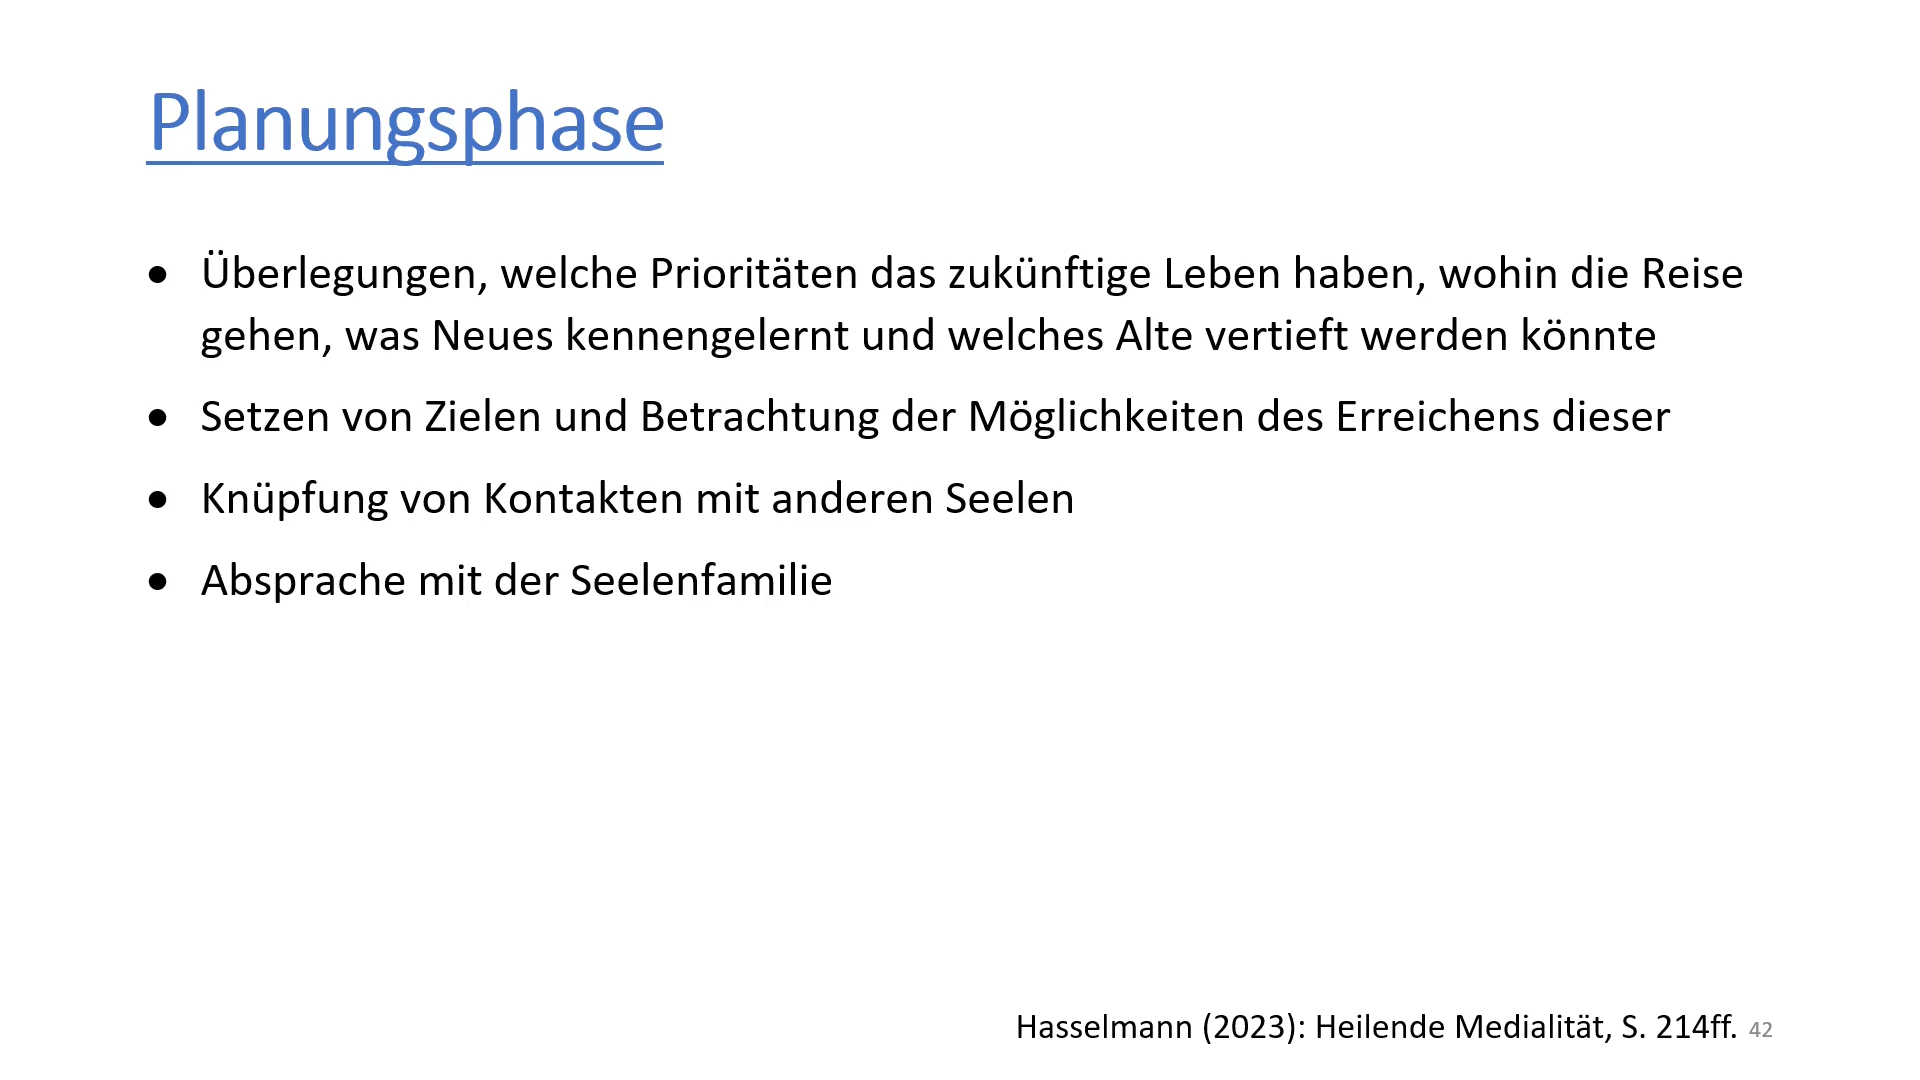 Planungsphase
• Überlegungen, welche Prioritäten das zukünftige Leben haben, wohin die Reise
gehen, was Neues kennengelernt und welches Alte vertieft werden könnte
• Setzen von Zielen und Betrachtung der Möglichkeiten des Erreichens dieser
• Knüpfung von Kontakten mit anderen Seelen
• Absprache mit der Seelenfamilie
Hasselmann (2023): Heilende Medialität, S. 214ff. 42